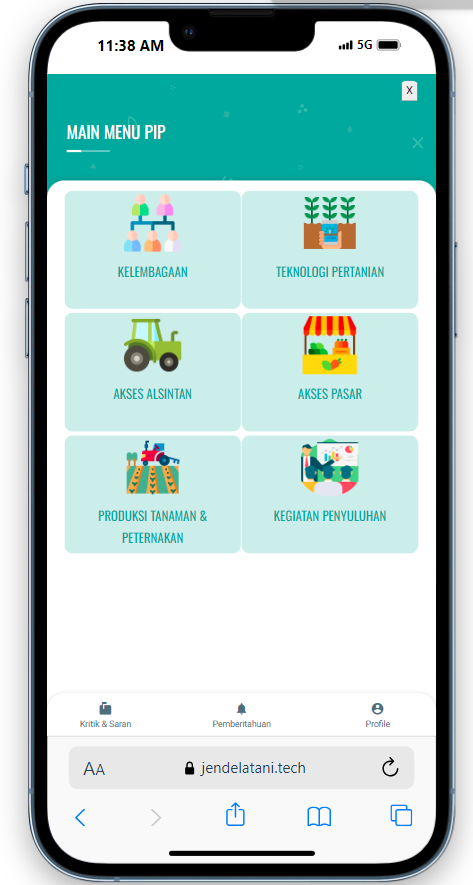 11:38 AM
5G
X
MAIN MENU PIP
KELEMBAGAAN
TEKNOLOGI PERTANIAN
AKSES ALSINTAN
AKSES PASAR
PRODUKSI TANAMAN &
PETERNAKAN
KEGIATAN PENYULUHAN
Kritik & Saran
Pemberitahuan
Profile
AA
jendelatani.tech